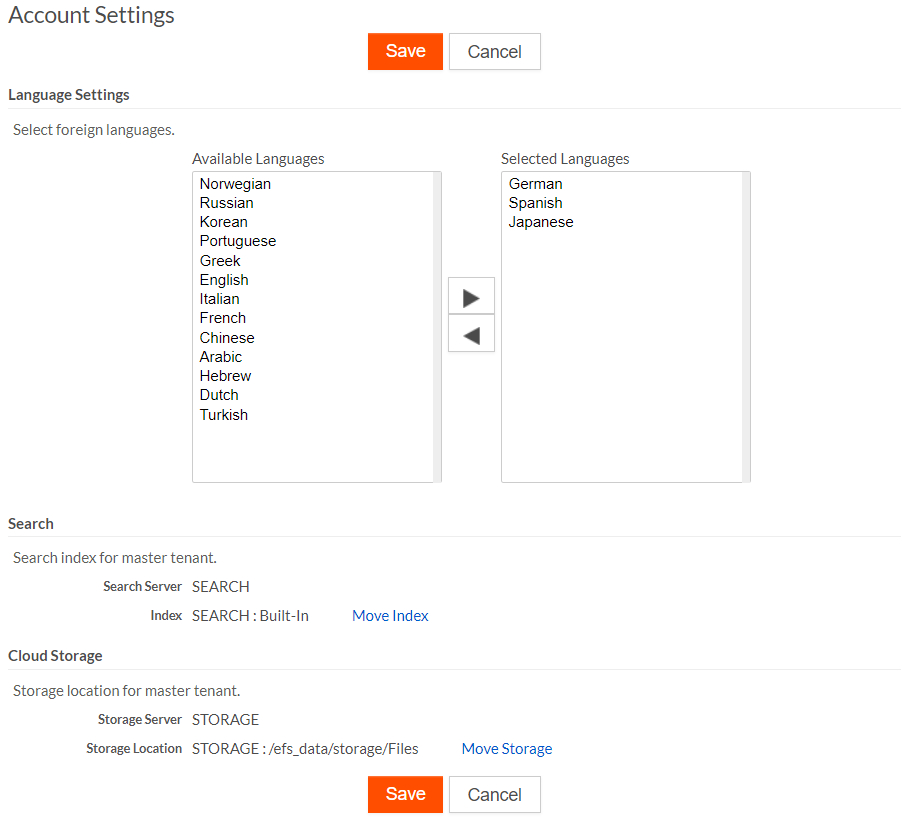 Account Settings
Save Cancel
Language Settings
Select foreign languages.
Available Languages
Norwegian
Russian
Korean
Portuguese
Greek
English
Italian
French
Chinese
Arabic
Hebrew
Dutch
Turkish
Selected Languages
German
Spanish
Japanese
Search
Search index for master tenant.
Search Server SEARCH
Index SEARCH : Built-In Move Index
Cloud Storage
Storage location for master tenant.
Storage Server STORAGE
Storage Location STORAGE : /efs_data/storage/Files Move Storage
Save Cancel